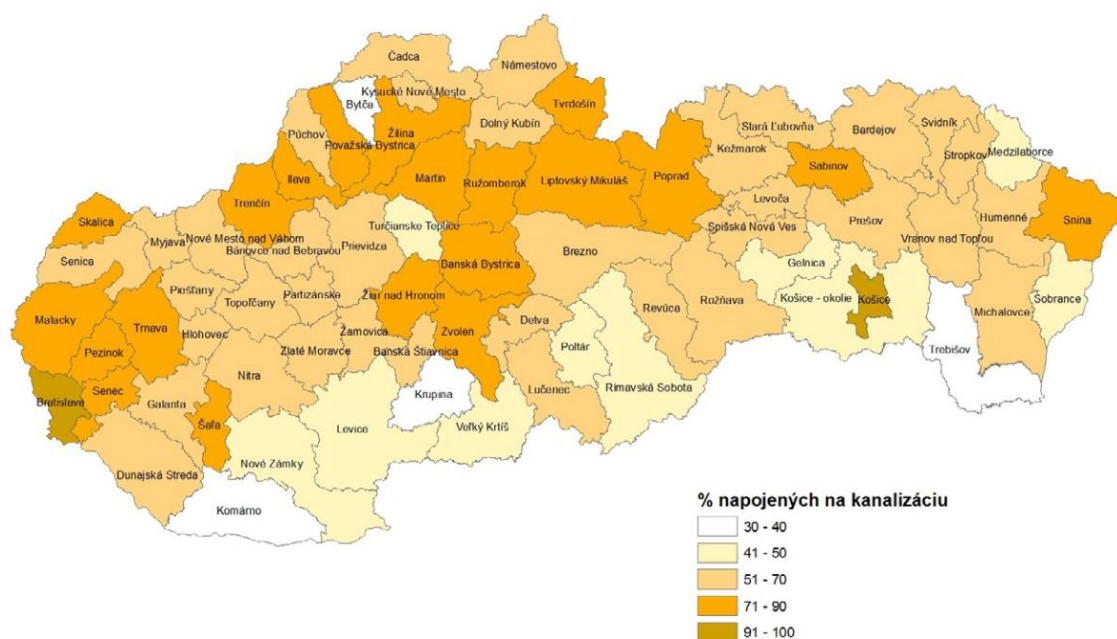 Čadca
Námestovo
Kysucké Nové Mesto
Bytča
Tvrdošín
Púchov
Žilina
Dolný Kubín
Považská Bystrica
Stará Ľubovňa
Bardejov
Svidník
Stropkov
Medzilaborce
Kežmarok
Ilava
Martin
Ružomberok
Liptovský Mikuláš
Poprad
Sabinov
Trenčín
Levoča
Prešov
Humenné
Snina
Skalica
Turčianske Teplice
Spišská Nová Ves
Vranov nad Topľou
Myjava
Nové Mesto nad Váhom
Bánovce nad Bebravou
Prievidza
Brezno
Senica
Banská Bystrica
Gelnica
Piešťany
Topoľčany
Partizánske
Žiar nad Hronom
Revúca
Rožňava
Košice - okolie
Košice
Sobrance
Malacky
Trnava
Hlohovec
Žarnovica
Zvolen
Detva
Michalovce
Pezinok
Zlaté Moravce
Banská Štiavnica
Poltár
Trebišov
Nitra
Bratislava
Senec
Galanta
Krupina
Lučenec
Rimavská Sobota
Šaľa
Levice
Veľký Krtíš
Nové Zámky
Dunajská Streda
Komárno
% napojených na kanalizáciu
30 - 40
41 - 50
51 - 70
71 - 90
91 - 100